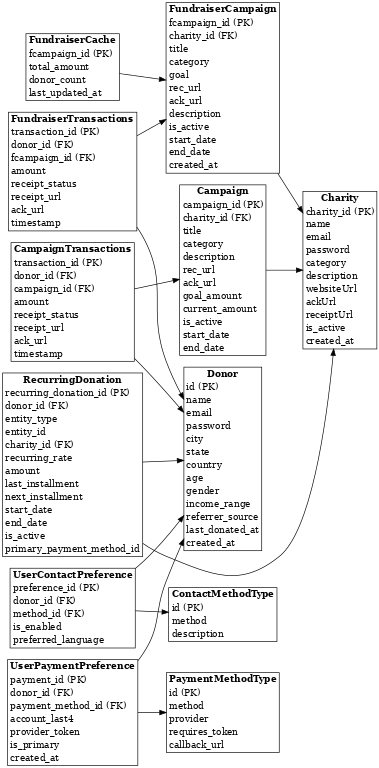 FundraiserCampaign
fcampaign_id (PK)
charity_id (FK)
title
category
goal
rec_url
ack_url
description
is_active
start_date
end_date
created_at
FundraiserCache
fcampaign_id (PK)
total_amount
donor_count
last_updated_at
FundraiserTransactions
transaction_id (PK)
donor_id (FK)
fcampaign_id (FK)
amount
receipt_status
receipt_url
ack_url
timestamp
Campaign
campaign_id (PK)
charity_id (FK)
title
category
description
rec_url
ack_url
goal_amount
current_amount
is_active
start_date
end_date
Charity
charity_id (PK)
name
email
password
category
description
websiteUrl
ackUrl
receiptUrl
is_active
created_at
CampaignTransactions
transaction_id (PK)
donor_id (FK)
campaign_id (FK)
amount
receipt_status
receipt_url
ack_url
timestamp
Donor
id (PK)
name
email
password
city
state
country
age
gender
income_range
referrer_source
last_donated_at
created_at
RecurringDonation
recurring_donation_id (PK)
donor_id (FK)
entity_type
entity_id
charity_id (FK)
recurring_rate
amount
last_installment
next_installment
start_date
end_date
is_active
primary_payment_method_id
UserContactPreference
preference_id (PK)
donor_id (FK)
method_id (FK)
is_enabled
preferred_language
ContactMethodType
id (PK)
method
description
UserPaymentPreference
payment_id (PK)
donor_id (FK)
payment_method_id (FK)
account_last4
provider_token
is_primary
created_at
PaymentMethodType
id (PK)
method
provider
requires_token
callback_url